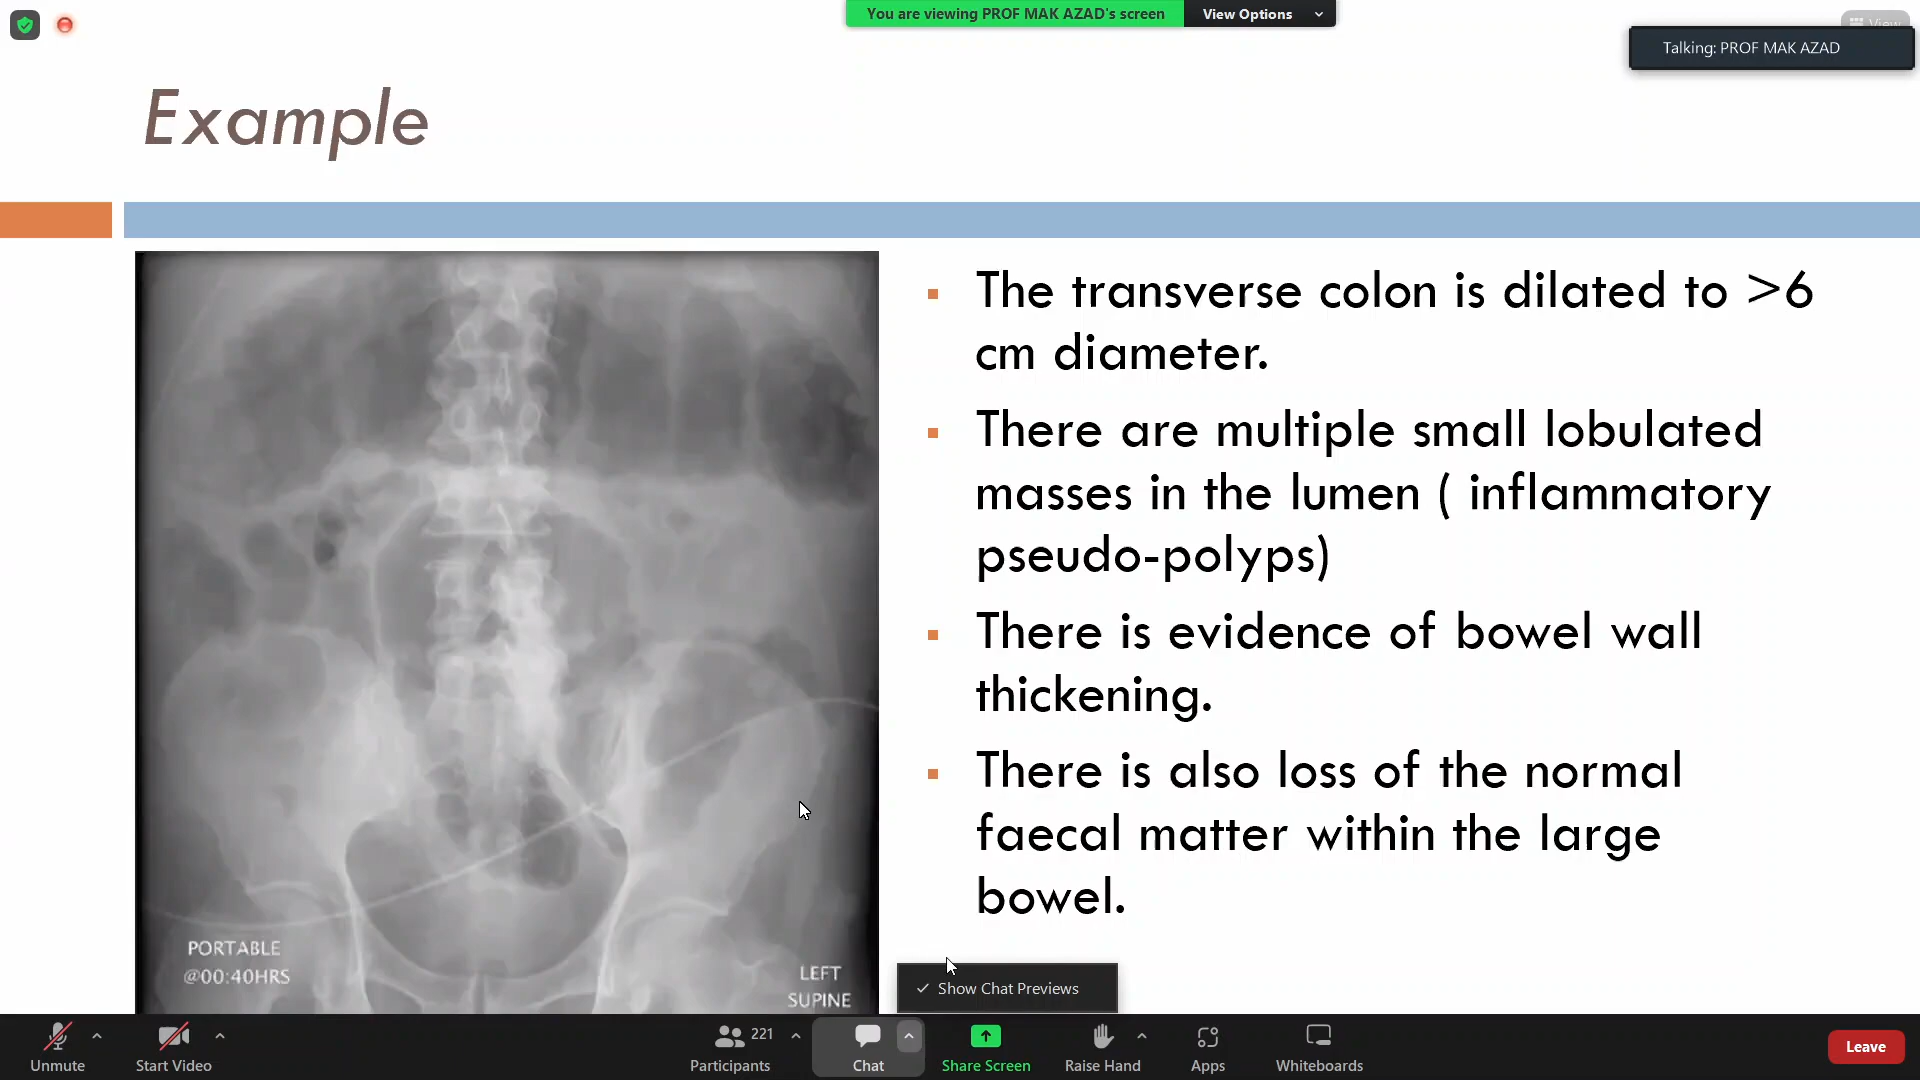 You are viewing PROF MAK AZAD's screen
View Options
View
Talking: PROF MAK AZAD
Example
The transverse colon is dilated to >6
cm diameter.
There are multiple small lobulated
masses in the lumen ( inflammatory
pseudo-polyps)
There is evidence of bowel wall
thickening.
There is also loss of the normal
faecal matter within the large
bowel.
PORTABLE
@00:40HRS
LEFT
SUPINE
Show Chat Previews
Unmute
Start Video
221
Participants
Chat
Share Screen
Raise Hand
Apps
Whiteboards
Leave